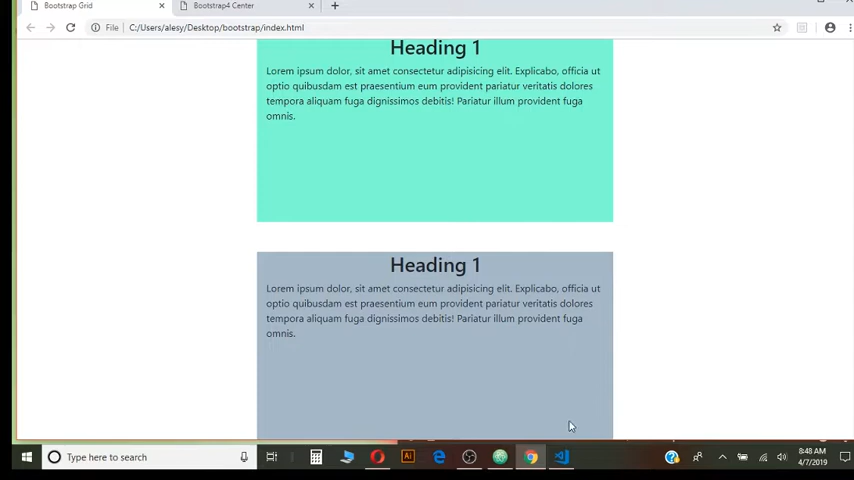 Bootstrap Grid
Bootstrap4 Center
File
C:/Users/alesy/Desktop/bootstrap/index.html
Heading 1
Lorem ipsum dolor, sit amet consectetur adipisicing elit. Explicabo, officia ut
optio quibusdam est praesentium eum provident pariatur veritatis dolores
tempora aliquam fuga dignissimos debitis! Pariatur illum provident fuga
omnis.
Heading 1
Lorem ipsum dolor, sit amet consectetur adipisicing elit. Explicabo, officia ut
optio quibusdam est praesentium eum provident pariatur veritatis dolores
tempora aliquam fuga dignissimos debitis! Pariatur illum provident fuga
omnis.
Type here to search
Ai
8:48 AM
4/7/2019